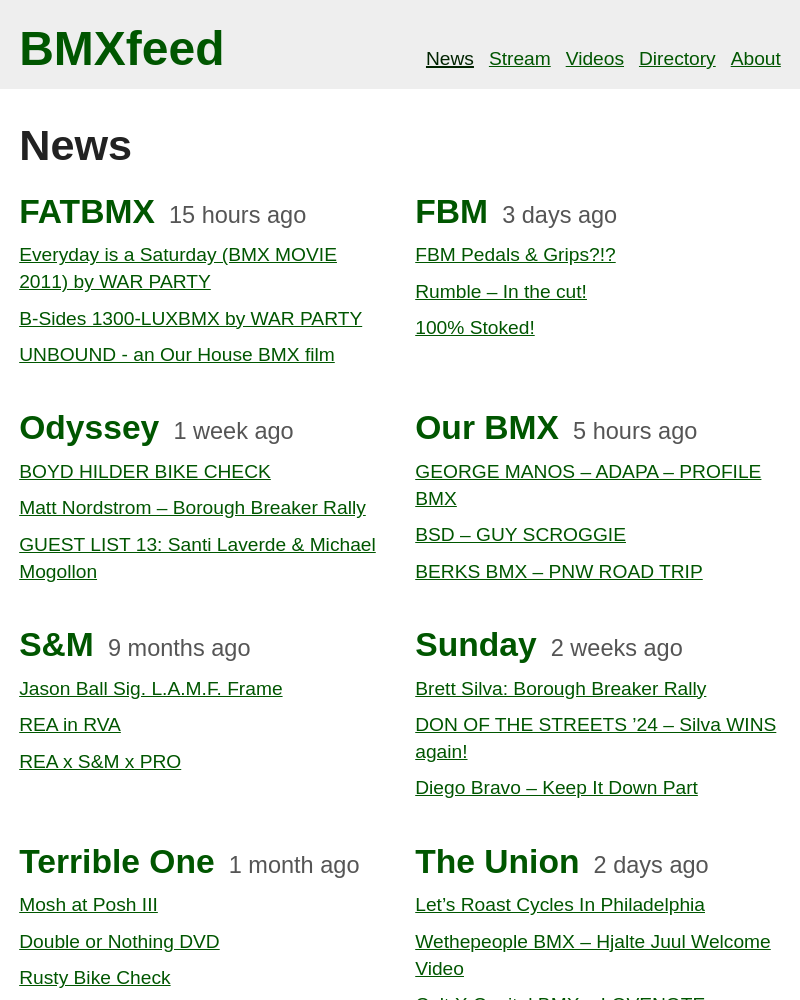 BMXfeed
News Stream Videos Directory About
News
FATBMX 15 hours ago
Everyday is a Saturday (BMX MOVIE
2011) by WAR PARTY
B-Sides 1300-LUXBMX by WAR PARTY
UNBOUND - an Our House BMX film
FBM 3 days ago
FBM Pedals & Grips?!?
Rumble – In the cut!
100% Stoked!
Odyssey 1 week ago
BOYD HILDER BIKE CHECK
Matt Nordstrom – Borough Breaker Rally
GUEST LIST 13: Santi Laverde & Michael
Mogollon
Our BMX 5 hours ago
GEORGE MANOS – ADAPA – PROFILE
BMX
BSD – GUY SCROGGIE
BERKS BMX – PNW ROAD TRIP
S&M 9 months ago
Jason Ball Sig. L.A.M.F. Frame
REA in RVA
REA x S&M x PRO
Sunday 2 weeks ago
Brett Silva: Borough Breaker Rally
DON OF THE STREETS ’24 – Silva WINS
again!
Diego Bravo – Keep It Down Part
Terrible One 1 month ago
Mosh at Posh III
Double or Nothing DVD
Rusty Bike Check
The Union 2 days ago
Let’s Roast Cycles In Philadelphia
Wethepeople BMX – Hjalte Juul Welcome
Video